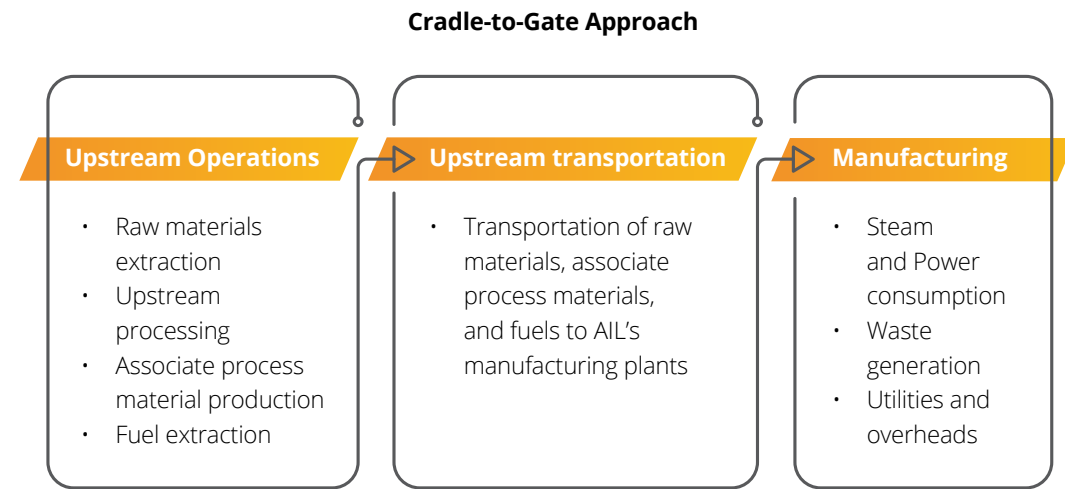 Cradle-to-Gate Approach
Upstream Operations
• Raw materials
extraction
• Upstream
processing
• Associate process
material production
• Fuel extraction
Upstream transportation
• Transportation of raw
materials, associate
process materials,
and fuels to AIL’s
manufacturing plants
Manufacturing
• Steam
and Power
consumption
• Waste
generation
• Utilities and
overheads